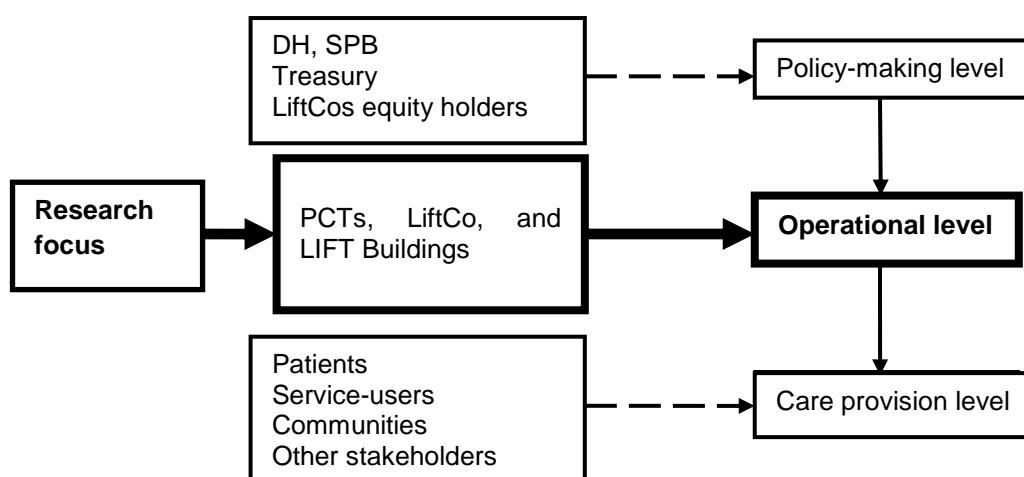 DH, SPB
Treasury
LiftCos equity holders
Policy-making level
Research
focus
PCTs, LiftCo, and
LIFT Buildings
Operational level
Patients
Service-users
Communities
Other stakeholders
Care provision level